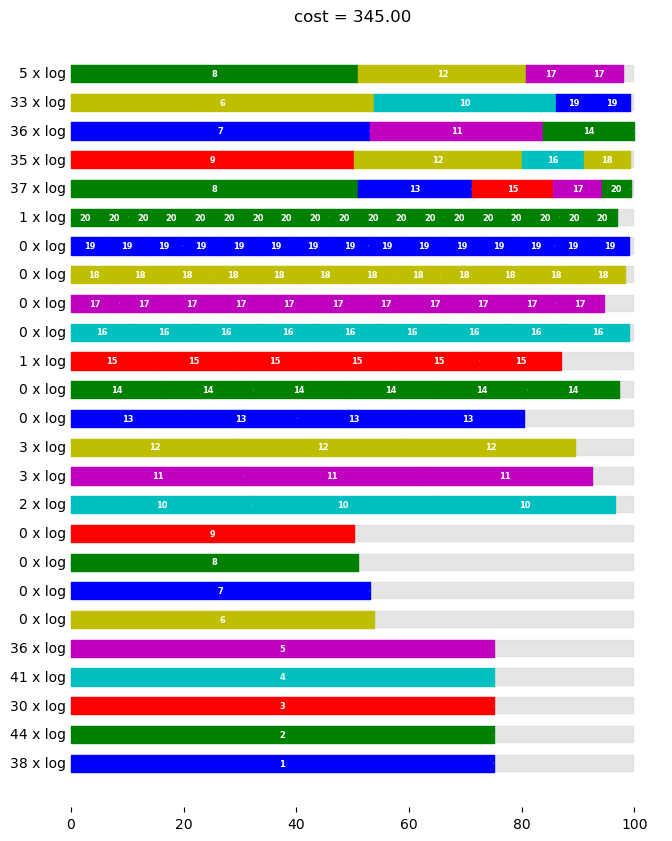 cost = 345.00
5 x log 8 12 17 17
33 x log 6 10 19 19
36 x log 7 11 14
35 x log 9 12 16 18
37 x log 8 13 15 17 20
1 x log 20 20 20 20 20 20 20 20 20 20 20 20 20 20 20 20 20 20 20
0 x log 19 19 19 19 19 19 19 19 19 19 19 19 19 19 19
0 x log 18 18 18 18 18 18 18 18 18 18 18 18
0 x log 17 17 17 17 17 17 17 17 17 17 17
0 x log 16 16 16 16 16 16 16 16 16
1 x log 15 15 15 15 15 15
0 x log 14 14 14 14 14 14
0 x log 13 13 13 13
3 x log 12 12 12
3 x log 11 11 11
2 x log 10 10 10
0 x log 9
0 x log 8
0 x log 7
0 x log 6
36 x log 5
41 x log 4
30 x log 3
44 x log 2
38 x log 1
0 20 40 60 80 100